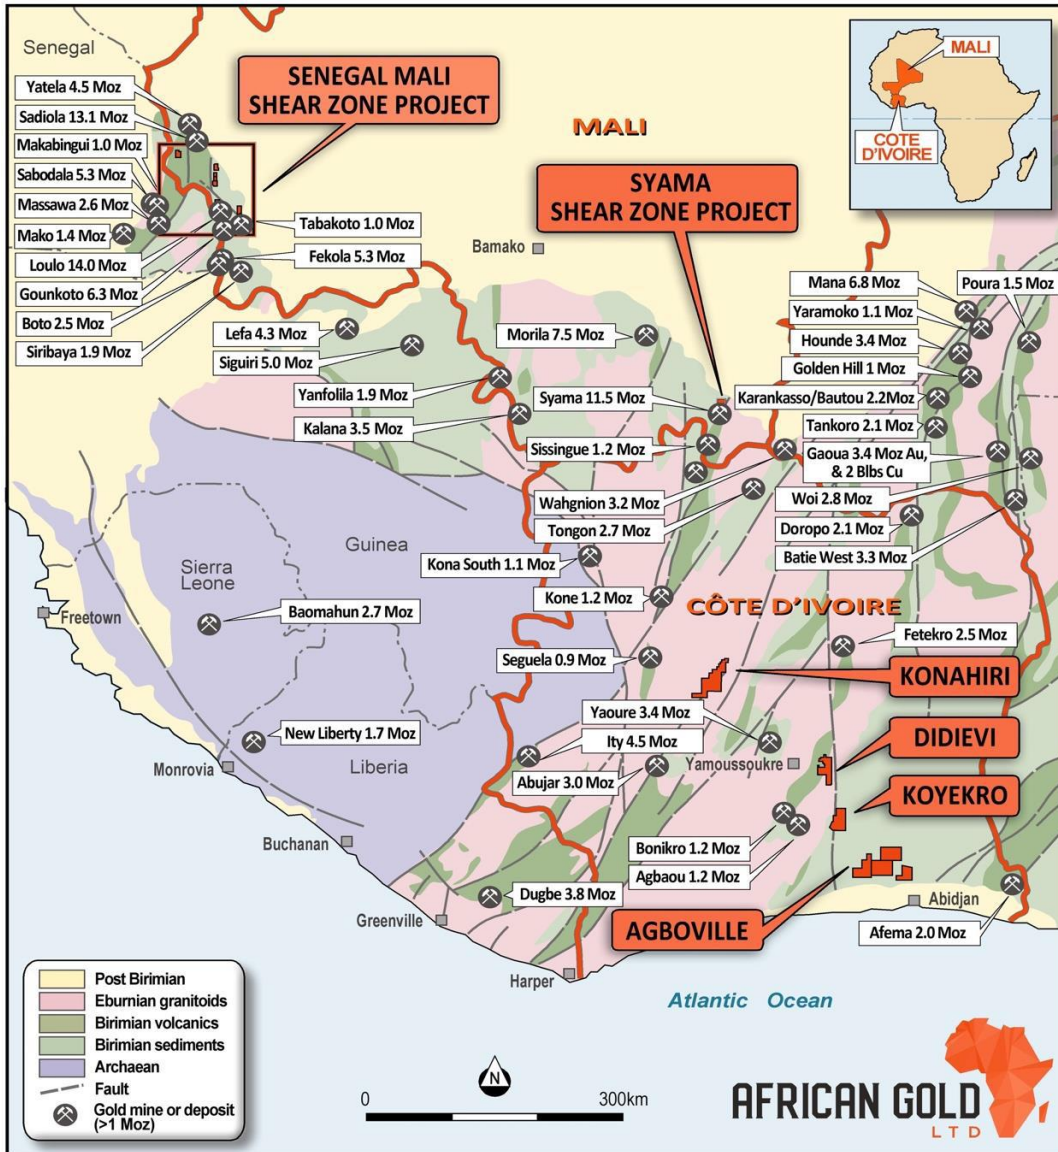 Senegal
Yatela 4.5 Moz
Sadiola 13.1 Moz
Makabingui 1.0 Moz
Sabodala 5.3 Moz
Massawa 2.6 Moz
Mako 1.4 Moz
Loulo 14.0 Moz
Gounkoto 6.3 Moz
Boto 2.5 Moz
Siribaya 1.9 Moz
SENEGAL MALI
SHEAR ZONE PROJECT
Tabakoto 1.0 Moz
Fekola 5.3 Moz
MALI
Bamako
SYAMA
SHEAR ZONE PROJECT
MALI
COTE
D'IVOIRE
Lefa 4.3 Moz
Siguiri 5.0 Moz
Yanfolila 1.9 Moz
Kalana 3.5 Moz
Morila 7.5 Moz
Syama 11.5 Moz
Sissingue 1.2 Moz
Wahgnion 3.2 Moz
Tongon 2.7 Moz
Mana 6.8 Moz
Poura 1.5 Moz
Yaramoko 1.1 Moz
Hounde 3.4 Moz
Golden Hill 1 Moz
Karankasso/Bautou 2.2Moz
Tankoro 2.1 Moz
Gaoua 3.4 Moz Au,
& 2 Blbs Cu
Woi 2.8 Moz
Doropo 2.1 Moz
Batie West 3.3 Moz
Guinea
Sierra
Leone
Freetown
Baomahun 2.7 Moz
Kona South 1.1 Moz
Kone 1.2 Moz
CÔTE D'IVOIRE
Fetekro 2.5 Moz
Seguela 0.9 Moz
KONAHIRI
New Liberty 1.7 Moz
Monrovia
Liberia
Yaoure 3.4 Moz
Ity 4.5 Moz
Abujar 3.0 Moz
Yamoussoukre
DIDIEVI
KOYEKRO
Buchanan
Bonikro 1.2 Moz
Agbaou 1.2 Moz
Dugbe 3.8 Moz
Greenville
AGBOVILLE
Abidjan
Afema 2.0 Moz
Harper
Atlantic Ocean
Post Birimian
Eburnian granitoids
Birimian volcanics
Birimian sediments
Archaean
Fault
Gold mine or deposit
(>1 Moz)
N
0 300km
AFRICAN GOLD
LTD